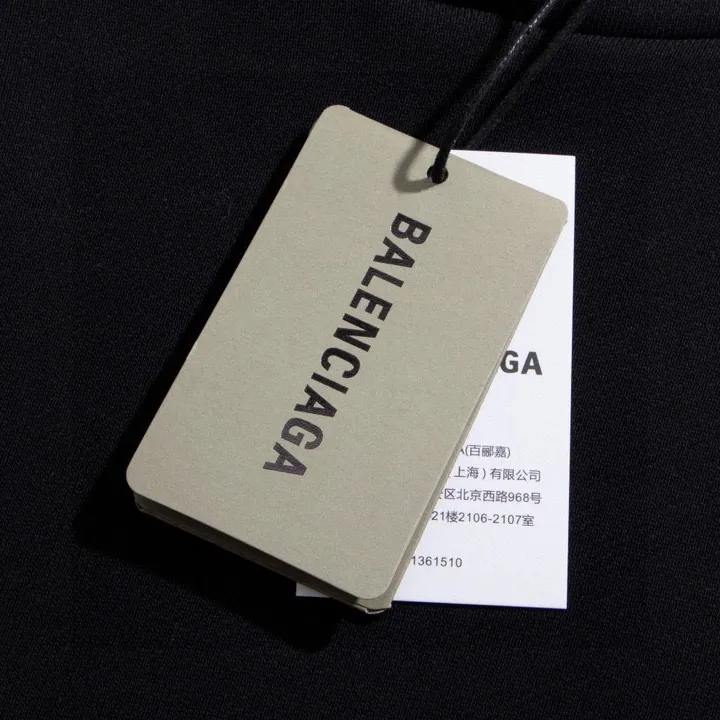 BALENCIAGA
GA
A(百郦嘉)
上海)有限公司
区北京西路968号
21楼2106-2107室
1361510